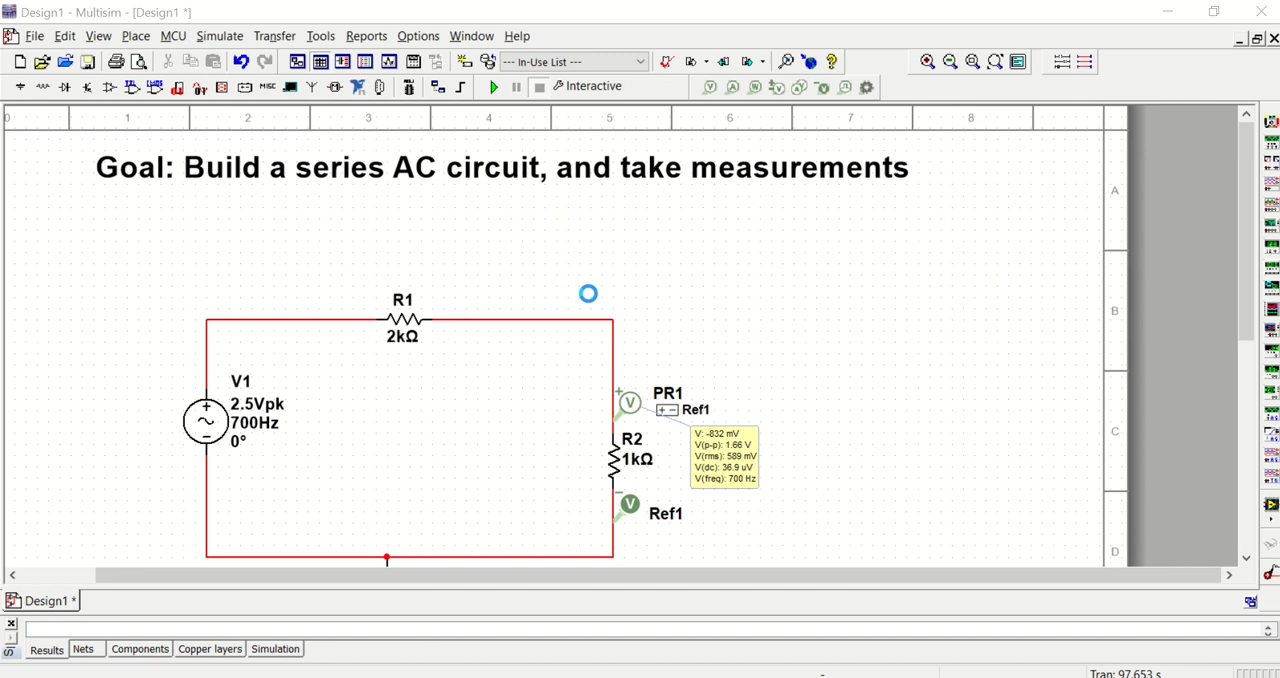 Design1 - Multisim - [Design1 *]
File Edit View Place MCU Simulate Transfer Tools Reports Options Window Help
--- In-Use List ---
MISC
Interactive
0 1 2 3 4 5 6 7 8
Goal: Build a series AC circuit, and take measurements
A
R1
2kΩ
B
V1
2.5Vpk
700Hz
0°
PR1
Ref1
V
V: -832 mV
V(p-p): 1.66 V
V(rms): 589 mV
V(dc): 36.9 uV
V(freq): 700 Hz
C
R2
1kΩ
V
Ref1
D
Design1 *
Results Nets Components Copper layers Simulation
Tran: 97.653 s